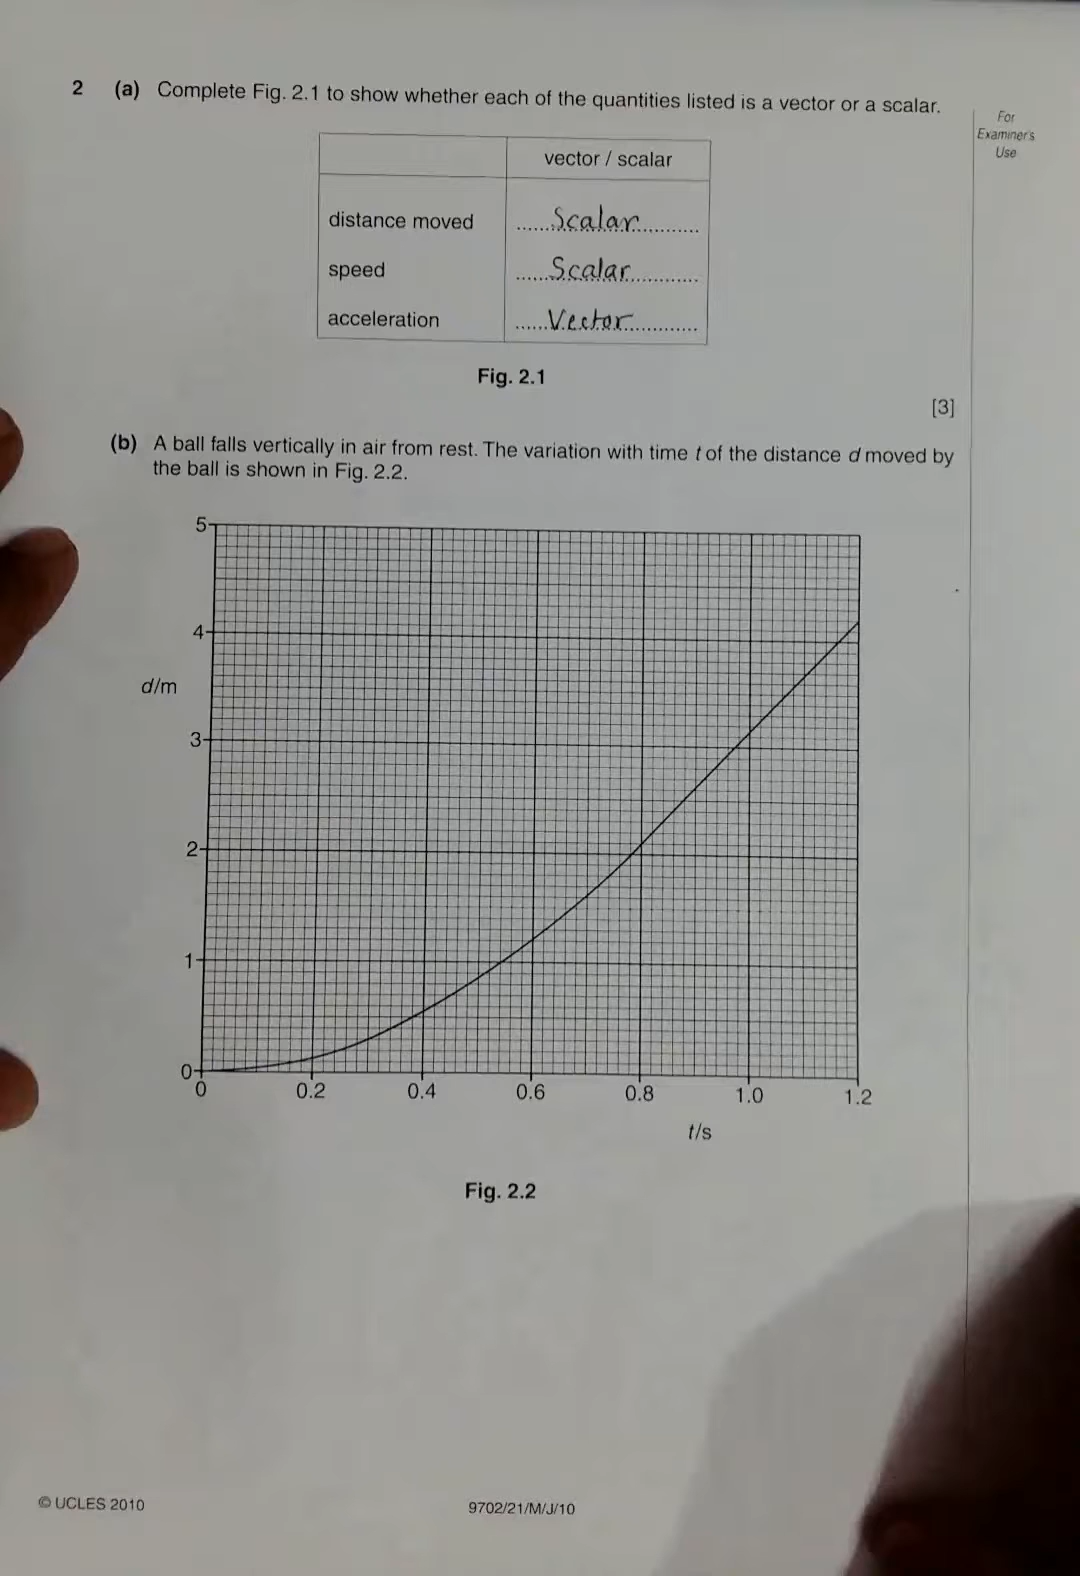 2 (a) Complete Fig. 2.1 to show whether each of the quantities listed is a vector or a scalar.
For
Examiner's
Use
vector / scalar
distance moved Scalar
speed Scalar
acceleration Vector
Fig. 2.1
[3]
(b) A ball falls vertically in air from rest. The variation with time t of the distance d moved by
the ball is shown in Fig. 2.2.
5
4
d/m
3
2
1
0
0 0.2 0.4 0.6 0.8 1.0 1.2
t/s
Fig. 2.2
© UCLES 2010 9702/21/M/J/10